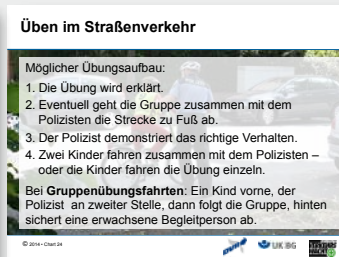 Üben im Straßenverkehr
Möglicher Übungsaufbau:
1. Die Übung wird erklärt.
2. Eventuell geht die Gruppe zusammen mit dem
Polizisten die Strecke zu Fuß ab.
3. Der Polizist demonstriert das richtige Verhalten.
4. Zwei Kinder fahren zusammen mit dem Polizisten –
oder die Kinder fahren die Übung einzeln.
Bei Gruppenübungsfahrten: Ein Kind vorne, der
Polizist an zweiter Stelle, dann folgt die Gruppe, hinten
sichert eine erwachsene Begleitperson ab.
© 2014 • Chart 24
UK BG